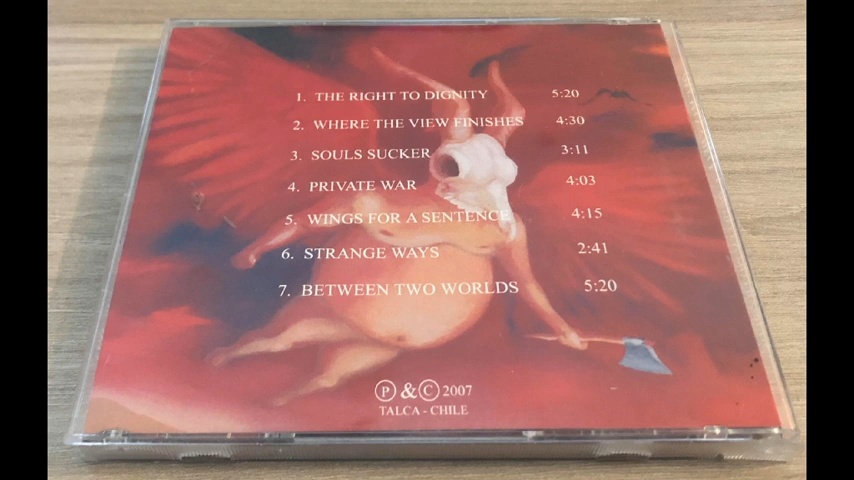 1. THE RIGHT TO DIGNITY 5:20
2. WHERE THE VIEW FINISHES 4:30
3. SOULS SUCKER 3:11
4. PRIVATE WAR 4:03
5. WINGS FOR A SENTENCE 4:15
6. STRANGE WAYS 2:41
7. BETWEEN TWO WORLDS 5:20
Ⓟ & © 2007
TALCA - CHILE